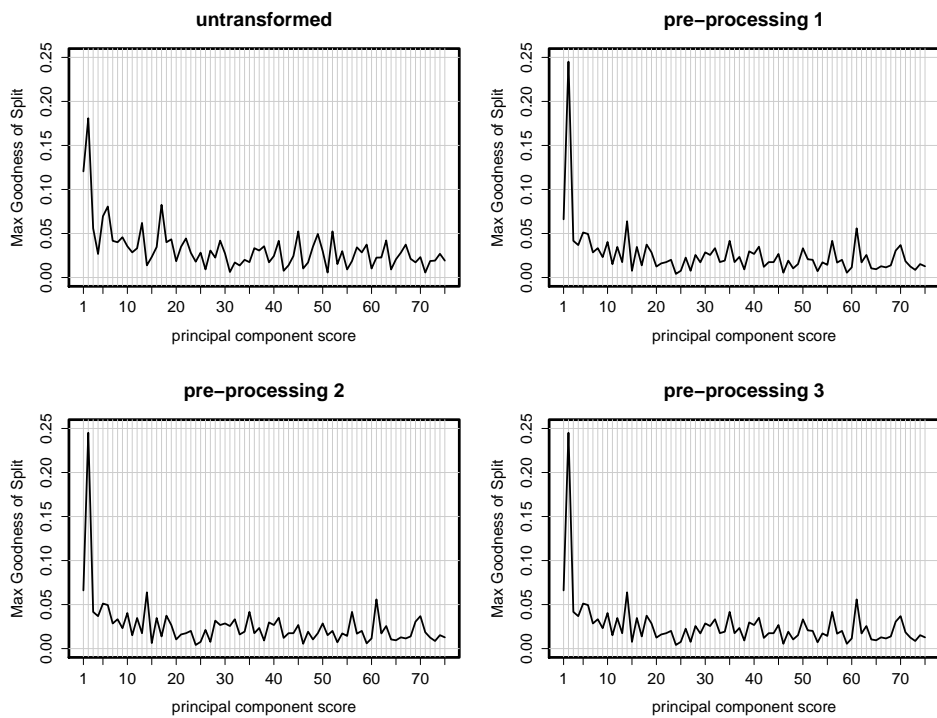 untransformed
Max Goodness of Split
0.00 0.05 0.10 0.15 0.20 0.25
1 10 20 30 40 50 60 70
principal component score
pre−processing 1
Max Goodness of Split
0.00 0.05 0.10 0.15 0.20 0.25
1 10 20 30 40 50 60 70
principal component score
pre−processing 2
Max Goodness of Split
0.00 0.05 0.10 0.15 0.20 0.25
1 10 20 30 40 50 60 70
principal component score
pre−processing 3
Max Goodness of Split
0.00 0.05 0.10 0.15 0.20 0.25
1 10 20 30 40 50 60 70
principal component score